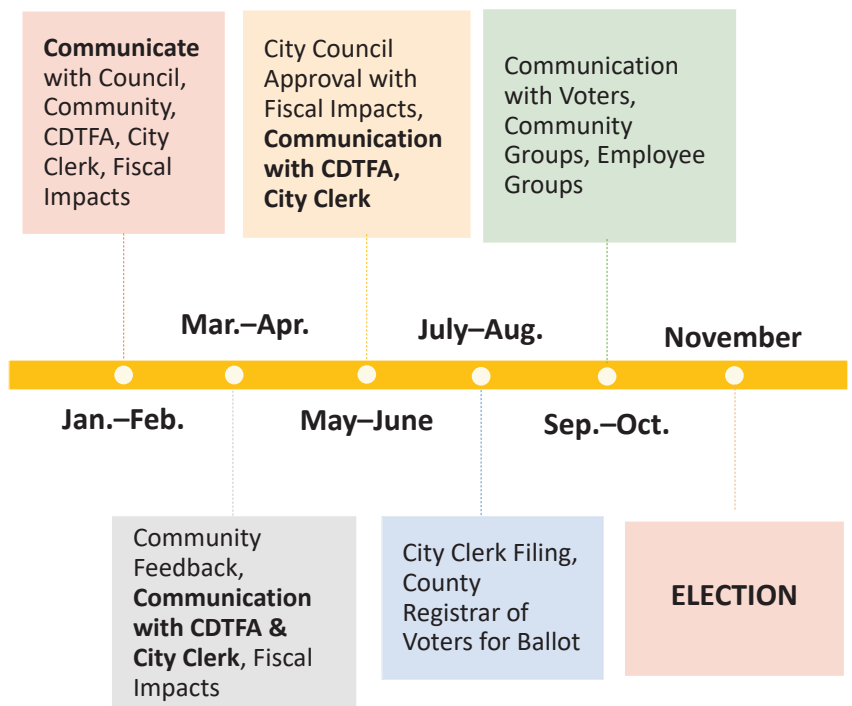 Communicate
with Council,
Community,
CDTFA, City
Clerk, Fiscal
Impacts
City Council
Approval with
Fiscal Impacts,
Communication
with CDTFA,
City Clerk
Communication
with Voters,
Community
Groups, Employee
Groups
Mar.–Apr.
July–Aug.
November
Jan.–Feb.
May–June
Sep.–Oct.
Community
Feedback,
Communication
with CDTFA &
City Clerk, Fiscal
Impacts
City Clerk Filing,
County
Registrar of
Voters for Ballot
ELECTION